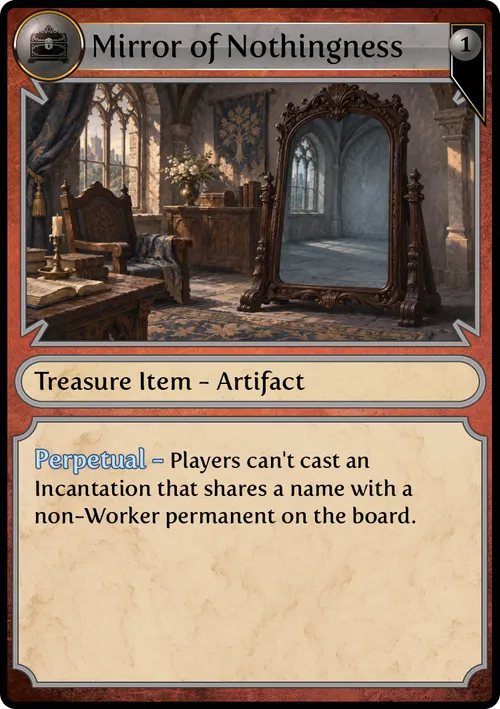 Mirror of Nothingness
1
Treasure Item - Artifact
Perpetual - Players can't cast an
Incantation that shares a name with a
non-Worker permanent on the board.